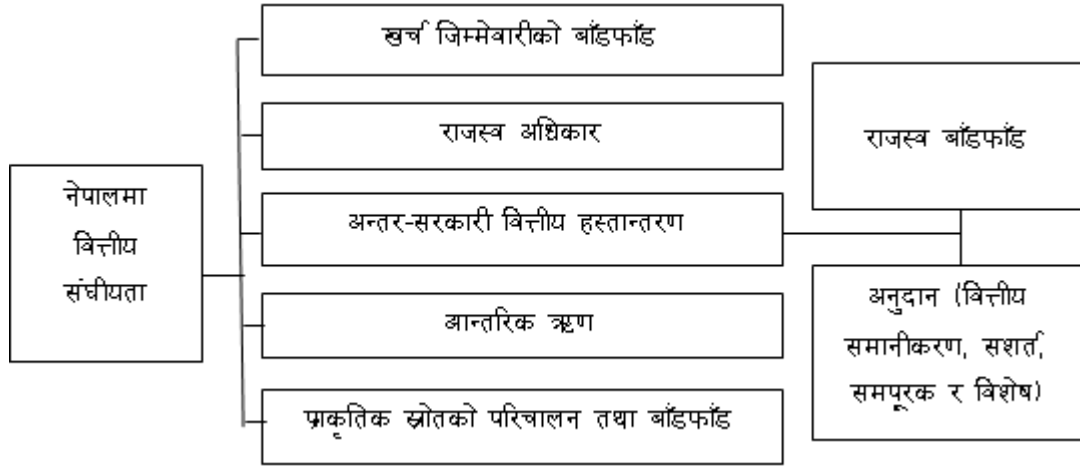 नेपालमा
वित्तीय
संघीयता
खर्च जिम्मेवारीको बाँडफाँड
राजस्व अधिकार
अन्तर-सरकारी वित्तीय हस्तान्तरण
आन्तरिक ऋण
प्राकृतिक स्रोतको परिचालन तथा बाँडफाँड
राजस्व बाँडफाँड
अनुदान (वित्तीय
समानीकरण, सशर्त,
समपूरक र विशेष)